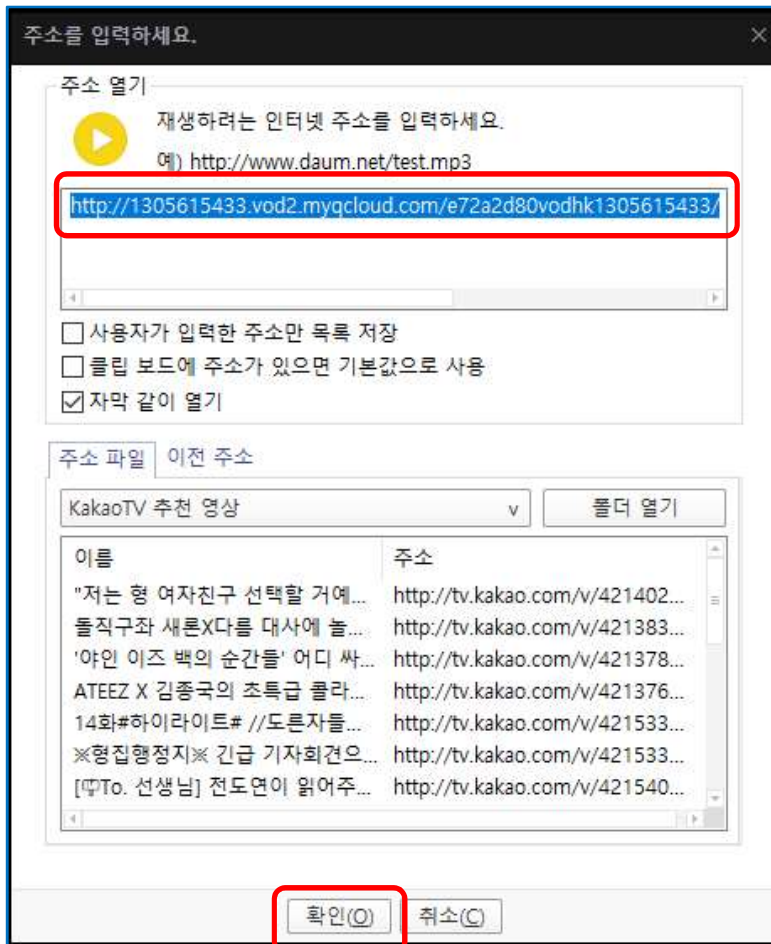 주소를 입력하세요.
주소 열기
재생하려는 인터넷 주소를 입력하세요.
예) http://www.daum.net/test.mp3
http://1305615433.vod2.myqcloud.com/e72a2d80vodhk1305615433/
사용자가 입력한 주소만 목록 저장
클립 보드에 주소가 있으면 기본값으로 사용
자막 같이 열기
주소 파일 이전 주소
KakaoTV 추천 영상 v 폴더 열기
이름 주소
"저는 형 여자친구 선택할 거예... http://tv.kakao.com/v/421402...
돌직구좌 새론X다름 대사에 놀... http://tv.kakao.com/v/421383...
'야인 이즈 백의 순간들' 어디 싸... http://tv.kakao.com/v/421378...
ATEEZ X 김종국의 초특급 콜라... http://tv.kakao.com/v/421376...
14화#하이라이트# //도른자들... http://tv.kakao.com/v/421533...
※형집행정지※ 긴급 기자회견으... http://tv.kakao.com/v/421533...
[To. 선생님] 전도연이 읽어주... http://tv.kakao.com/v/421540...
확인(O) 취소(C)